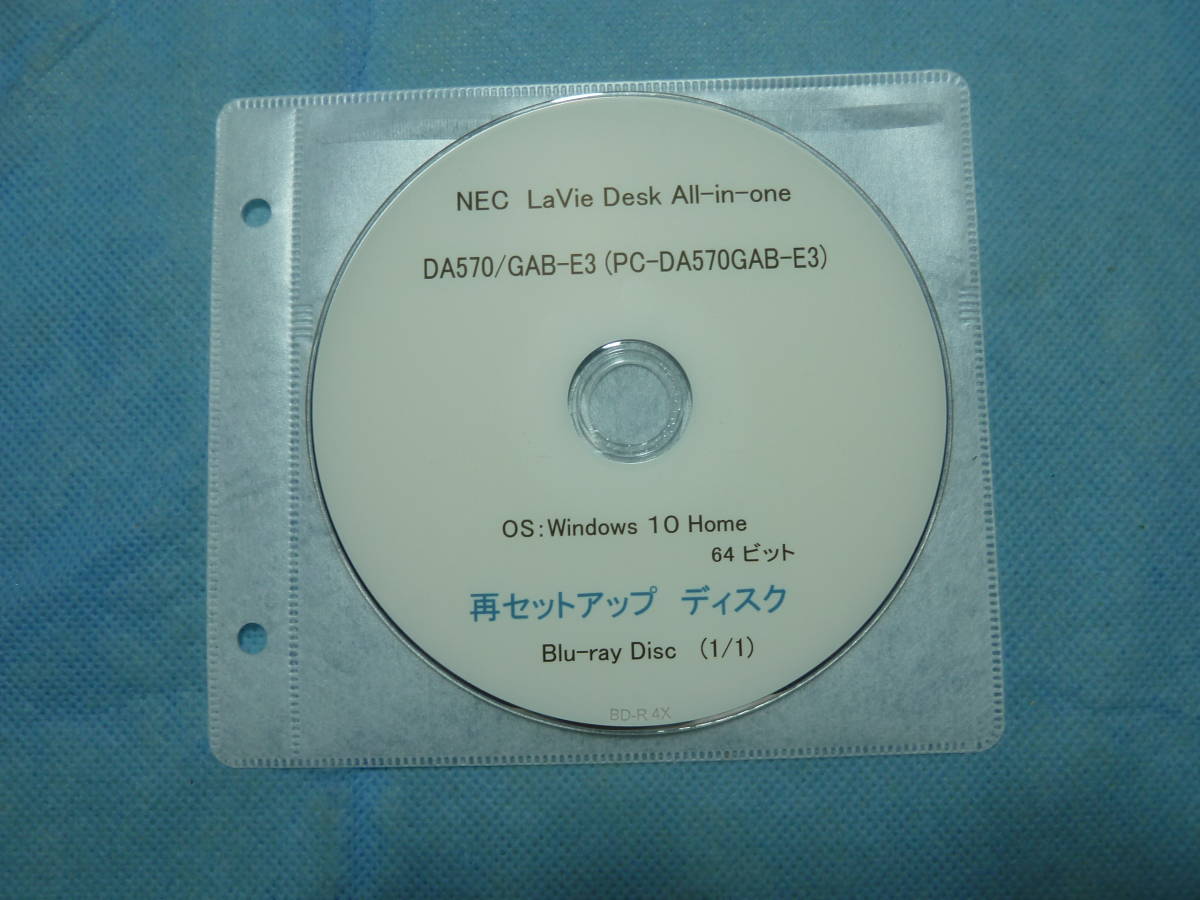 NEC LaVie Desk All-in-one
DA570/GAB-E3 (PC-DA570GAB-E3)
OS:Windows 10 Home
64 ビット
再セットアップ ディスク
Blu-ray Disc (1/1)
BD-R 4X